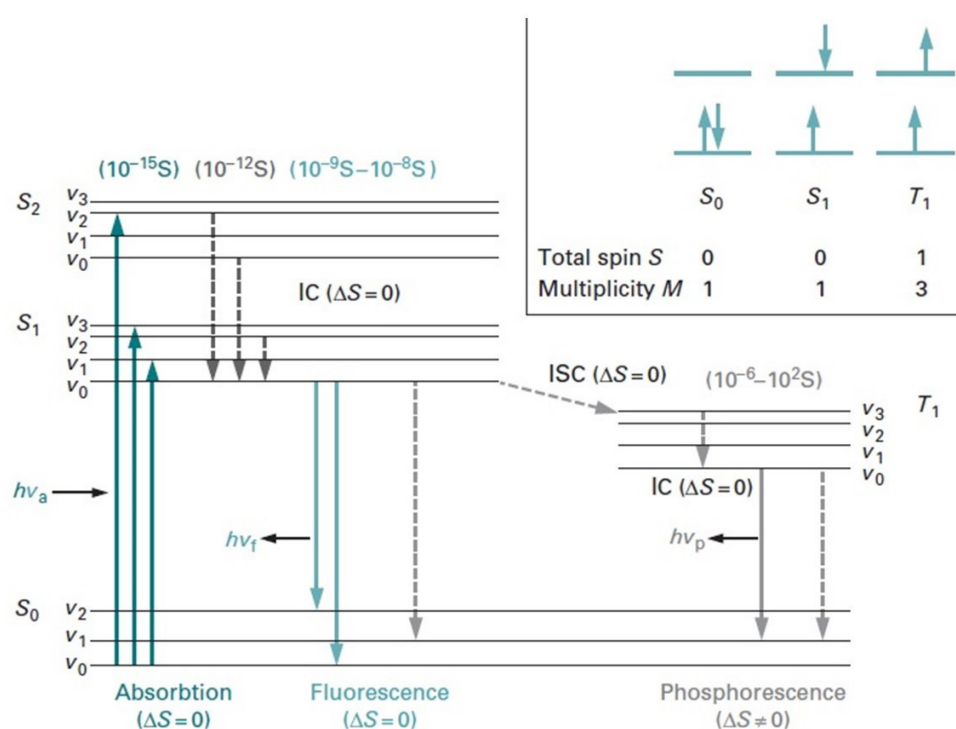 S₀ S₁ T₁
Total spin S 0 0 1
Multiplicity M 1 1 3
(10⁻¹⁵S) (10⁻¹²S) (10⁻⁹S–10⁻⁸S)
S₂ v₃
v₂
v₁
v₀
IC (ΔS = 0)
S₁ v₃
v₂
v₁
v₀
ISC (ΔS = 0) (10⁻⁶–10²S)
v₃ T₁
v₂
v₁
v₀
IC (ΔS = 0)
hvₐ
hv_f
hvₚ
S₀ v₂
v₁
v₀
Absorbtion Fluorescence Phosphorescence
(ΔS = 0) (ΔS = 0) (ΔS ≠ 0)